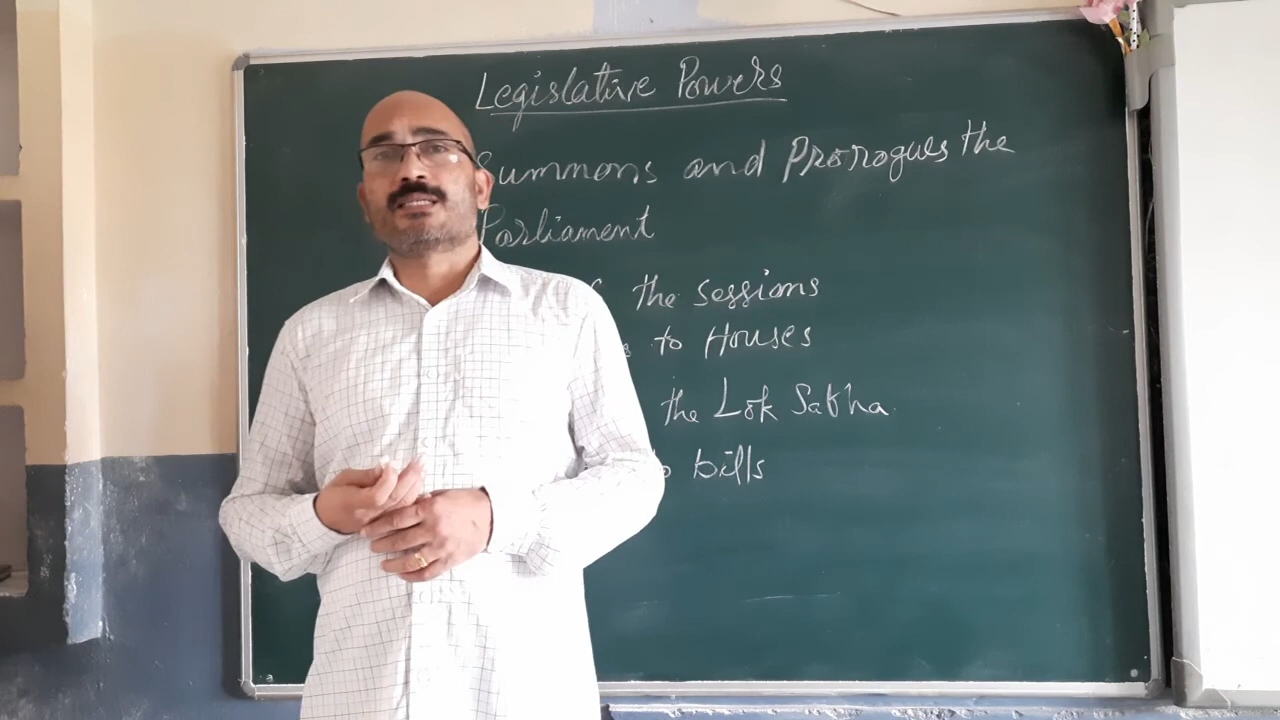 Legislative Powers
Summons and Prorogues the
Parliament
the sessions
to Houses
the Lok Sabha
bills